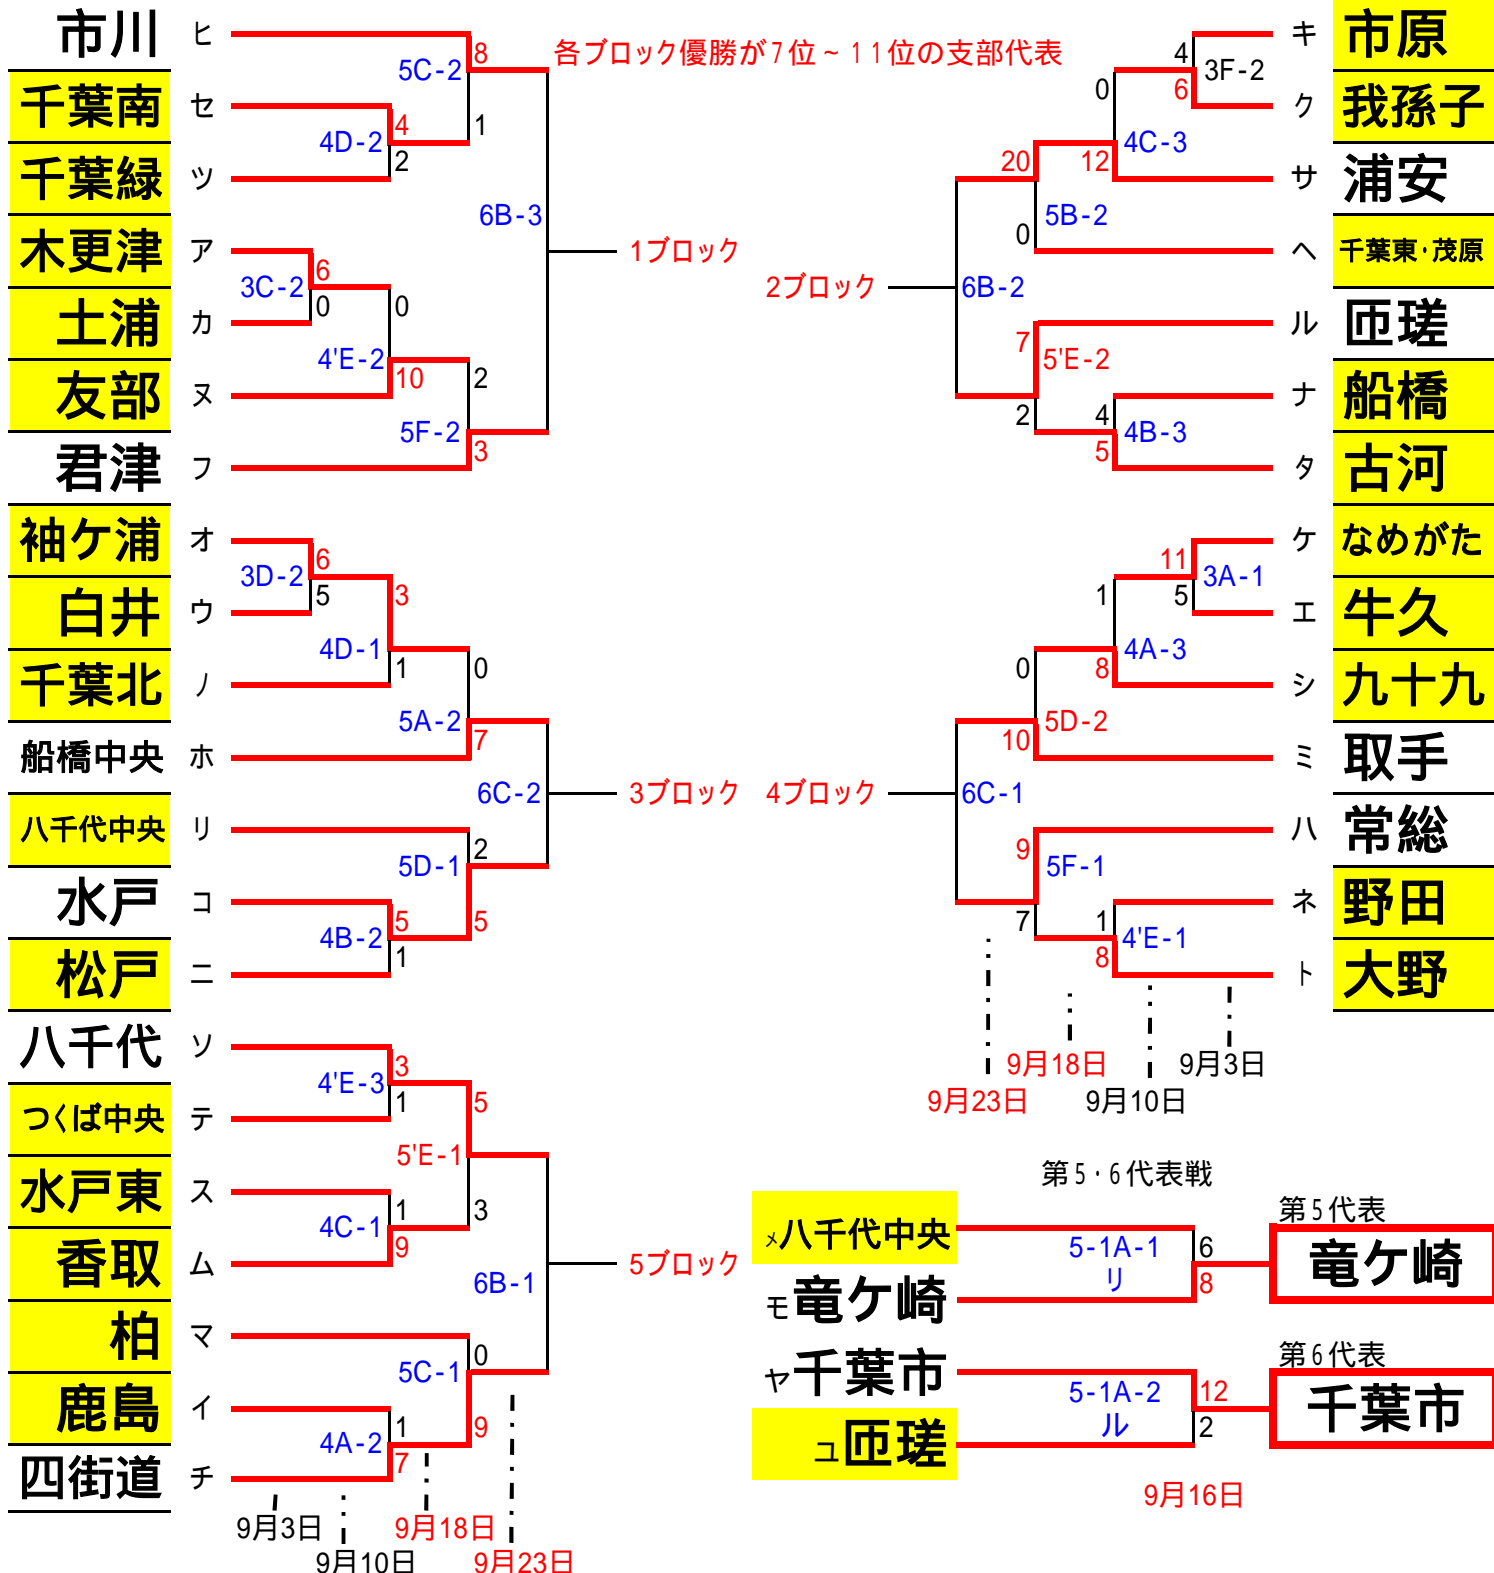 各ブロック優勝が7位～11位の支部代表
市川 ヒ
8
5C-2
千葉南 セ
4
1
4D-2
千葉緑 ツ
2
6B-3
木更津 ア
6
1ブロック
3C-2
土浦 カ
0
0
4'E-2
友部 ヌ
10
2
5F-2
君津 フ
3
袖ケ浦 オ
6
3D-2
白井 ウ
5
3
4D-1
千葉北 ノ
1
0
5A-2
船橋中央 ホ
7
6C-2
3ブロック
八千代中央 リ
2
5D-1
水戸 コ
5
5
4B-2
松戸 ニ
1
八千代 ソ
3
4'E-3
つくば中央 テ
1
5
5'E-1
水戸東 ス
1
3
4C-1
香取 ム
9
6B-1
5ブロック
柏 マ
0
5C-1
鹿島 イ
1
9
4A-2
四街道 チ
7
9月3日
9月10日
9月18日
9月23日
キ 市原
4
3F-2
ク 我孫子
6
0
4C-3
サ 浦安
12
20
5B-2
ヘ 千葉東・茂原
0
2ブロック
6B-2
ル 匝瑳
7
5'E-2
ナ 船橋
4
2
4B-3
タ 古河
5
ケ なめがた
11
3A-1
エ 牛久
5
1
4A-3
シ 九十九
8
0
5D-2
ミ 取手
10
4ブロック
6C-1
ハ 常総
9
5F-1
ネ 野田
1
7
4'E-1
ト 大野
8
9月3日
9月18日
9月10日
9月23日
第5・6代表戦
メ八千代中央
5-1A-1
リ
6
8
モ竜ケ崎
第5代表
竜ケ崎
ヤ千葉市
5-1A-2
ル
12
2
ユ匝瑳
第6代表
千葉市
9月16日